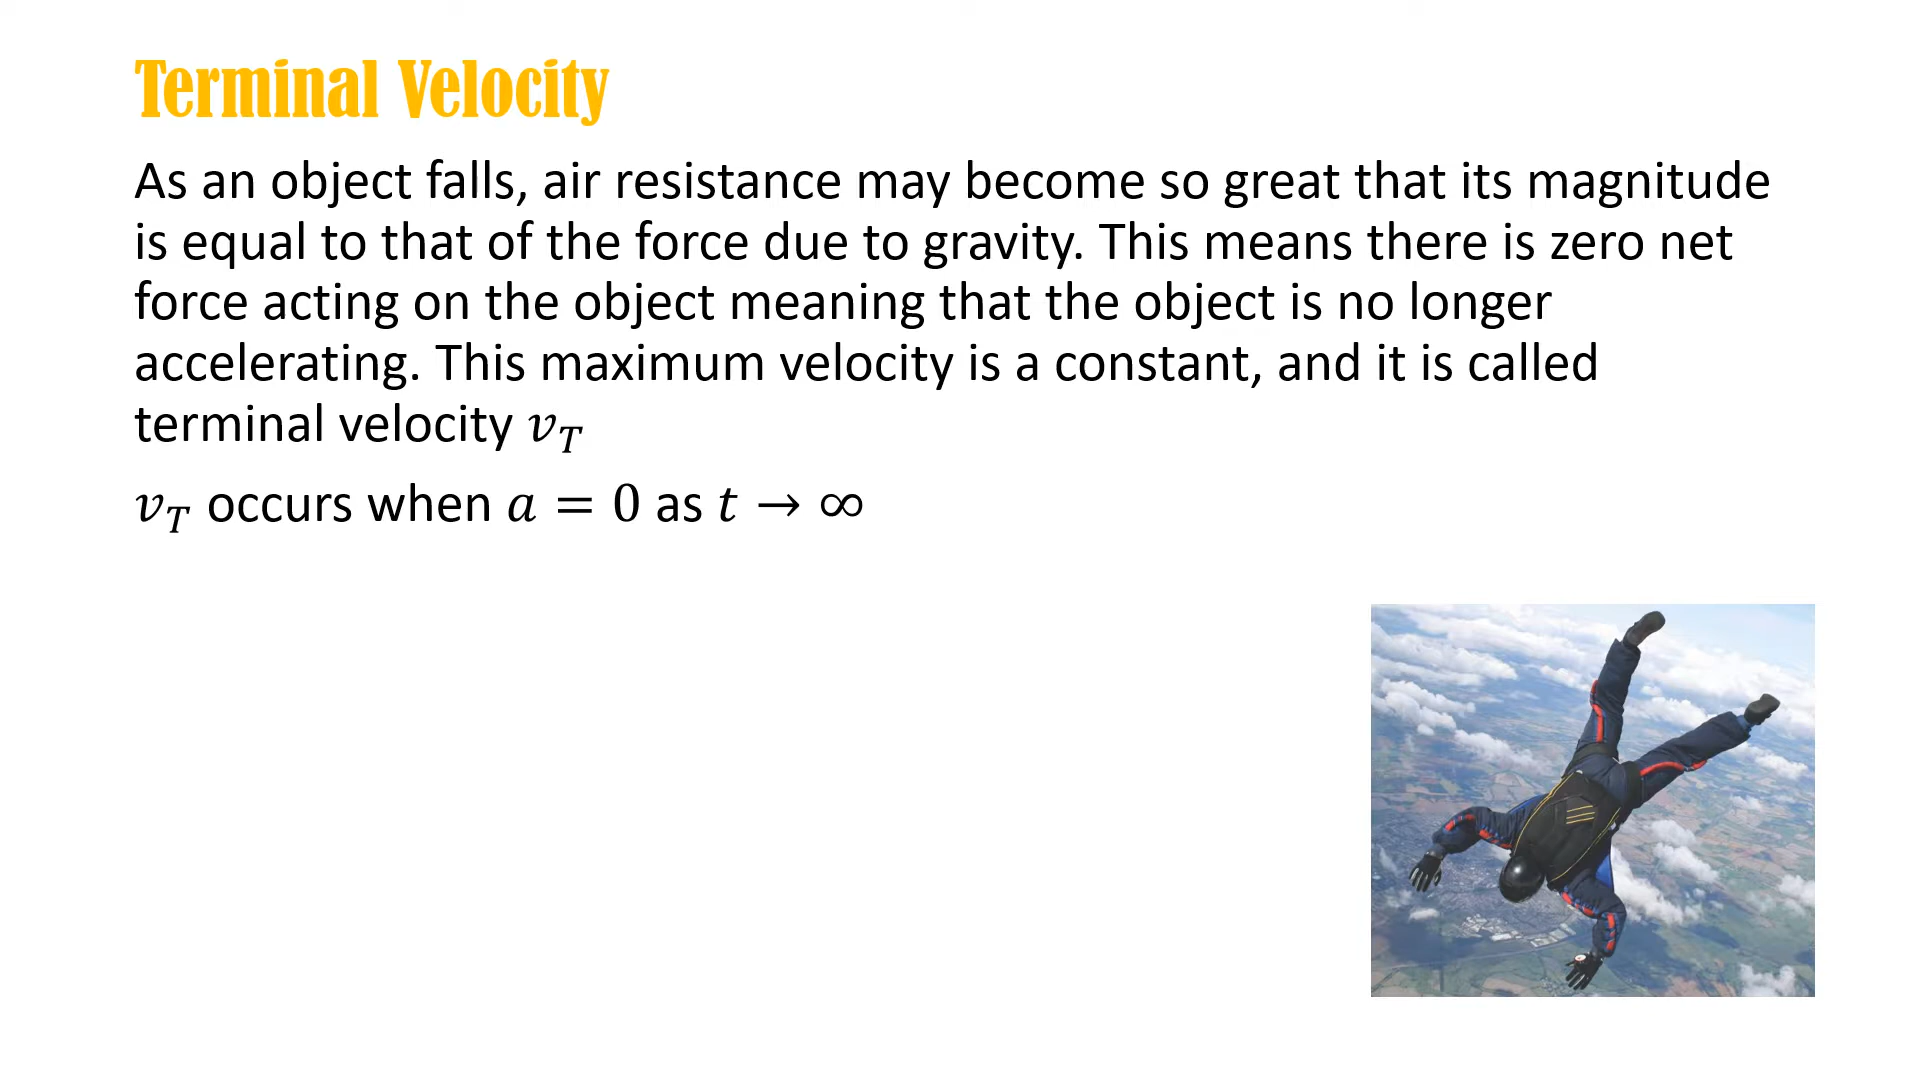 Terminal Velocity
As an object falls, air resistance may become so great that its magnitude
is equal to that of the force due to gravity. This means there is zero net
force acting on the object meaning that the object is no longer
accelerating. This maximum velocity is a constant, and it is called
terminal velocity 𝑣_𝑇
𝑣_𝑇 occurs when 𝑎 = 0 as 𝑡 → ∞